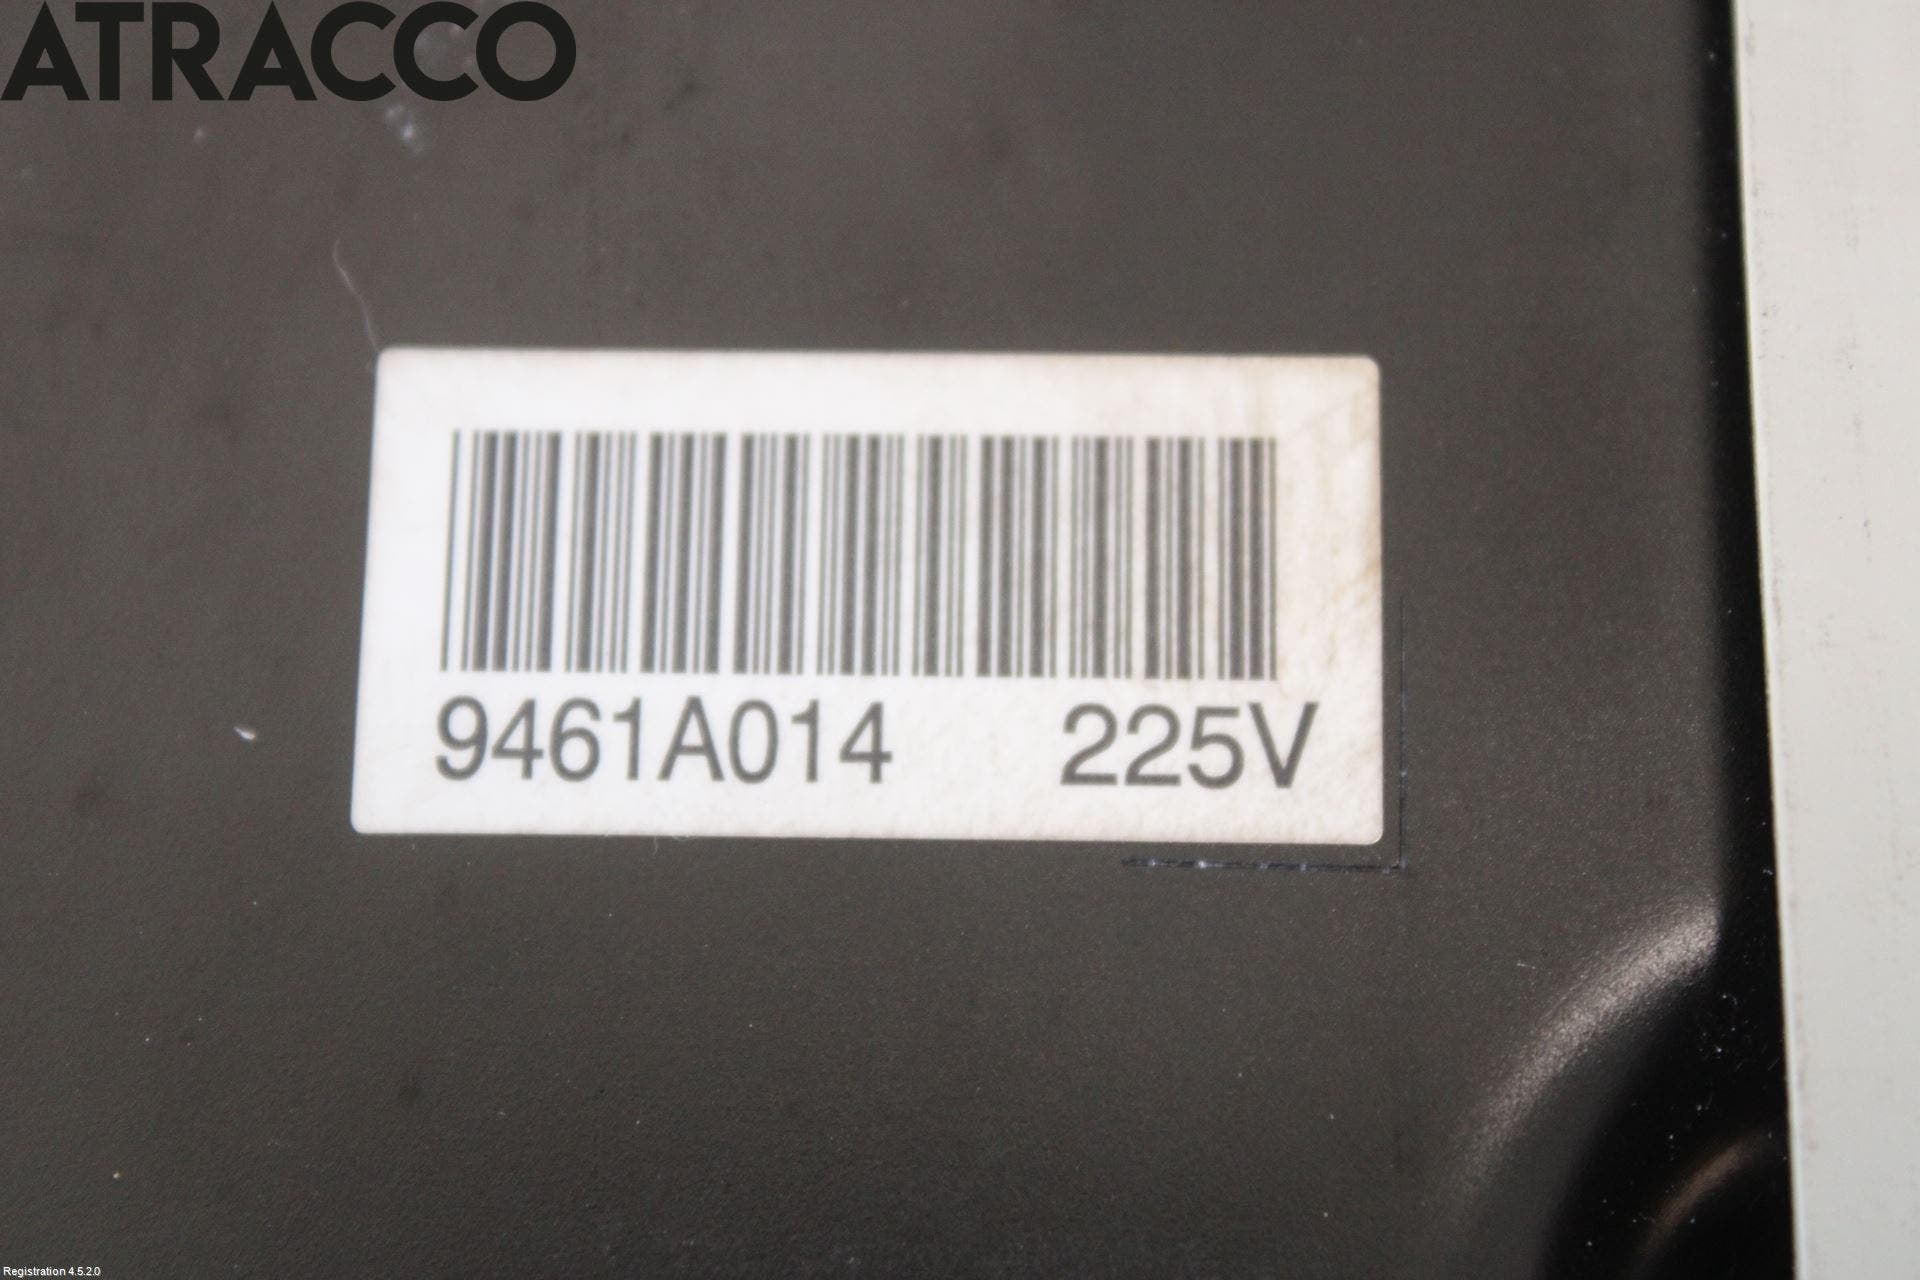 ATRACCO
9461A014 225V
Registration 4.5.2.0